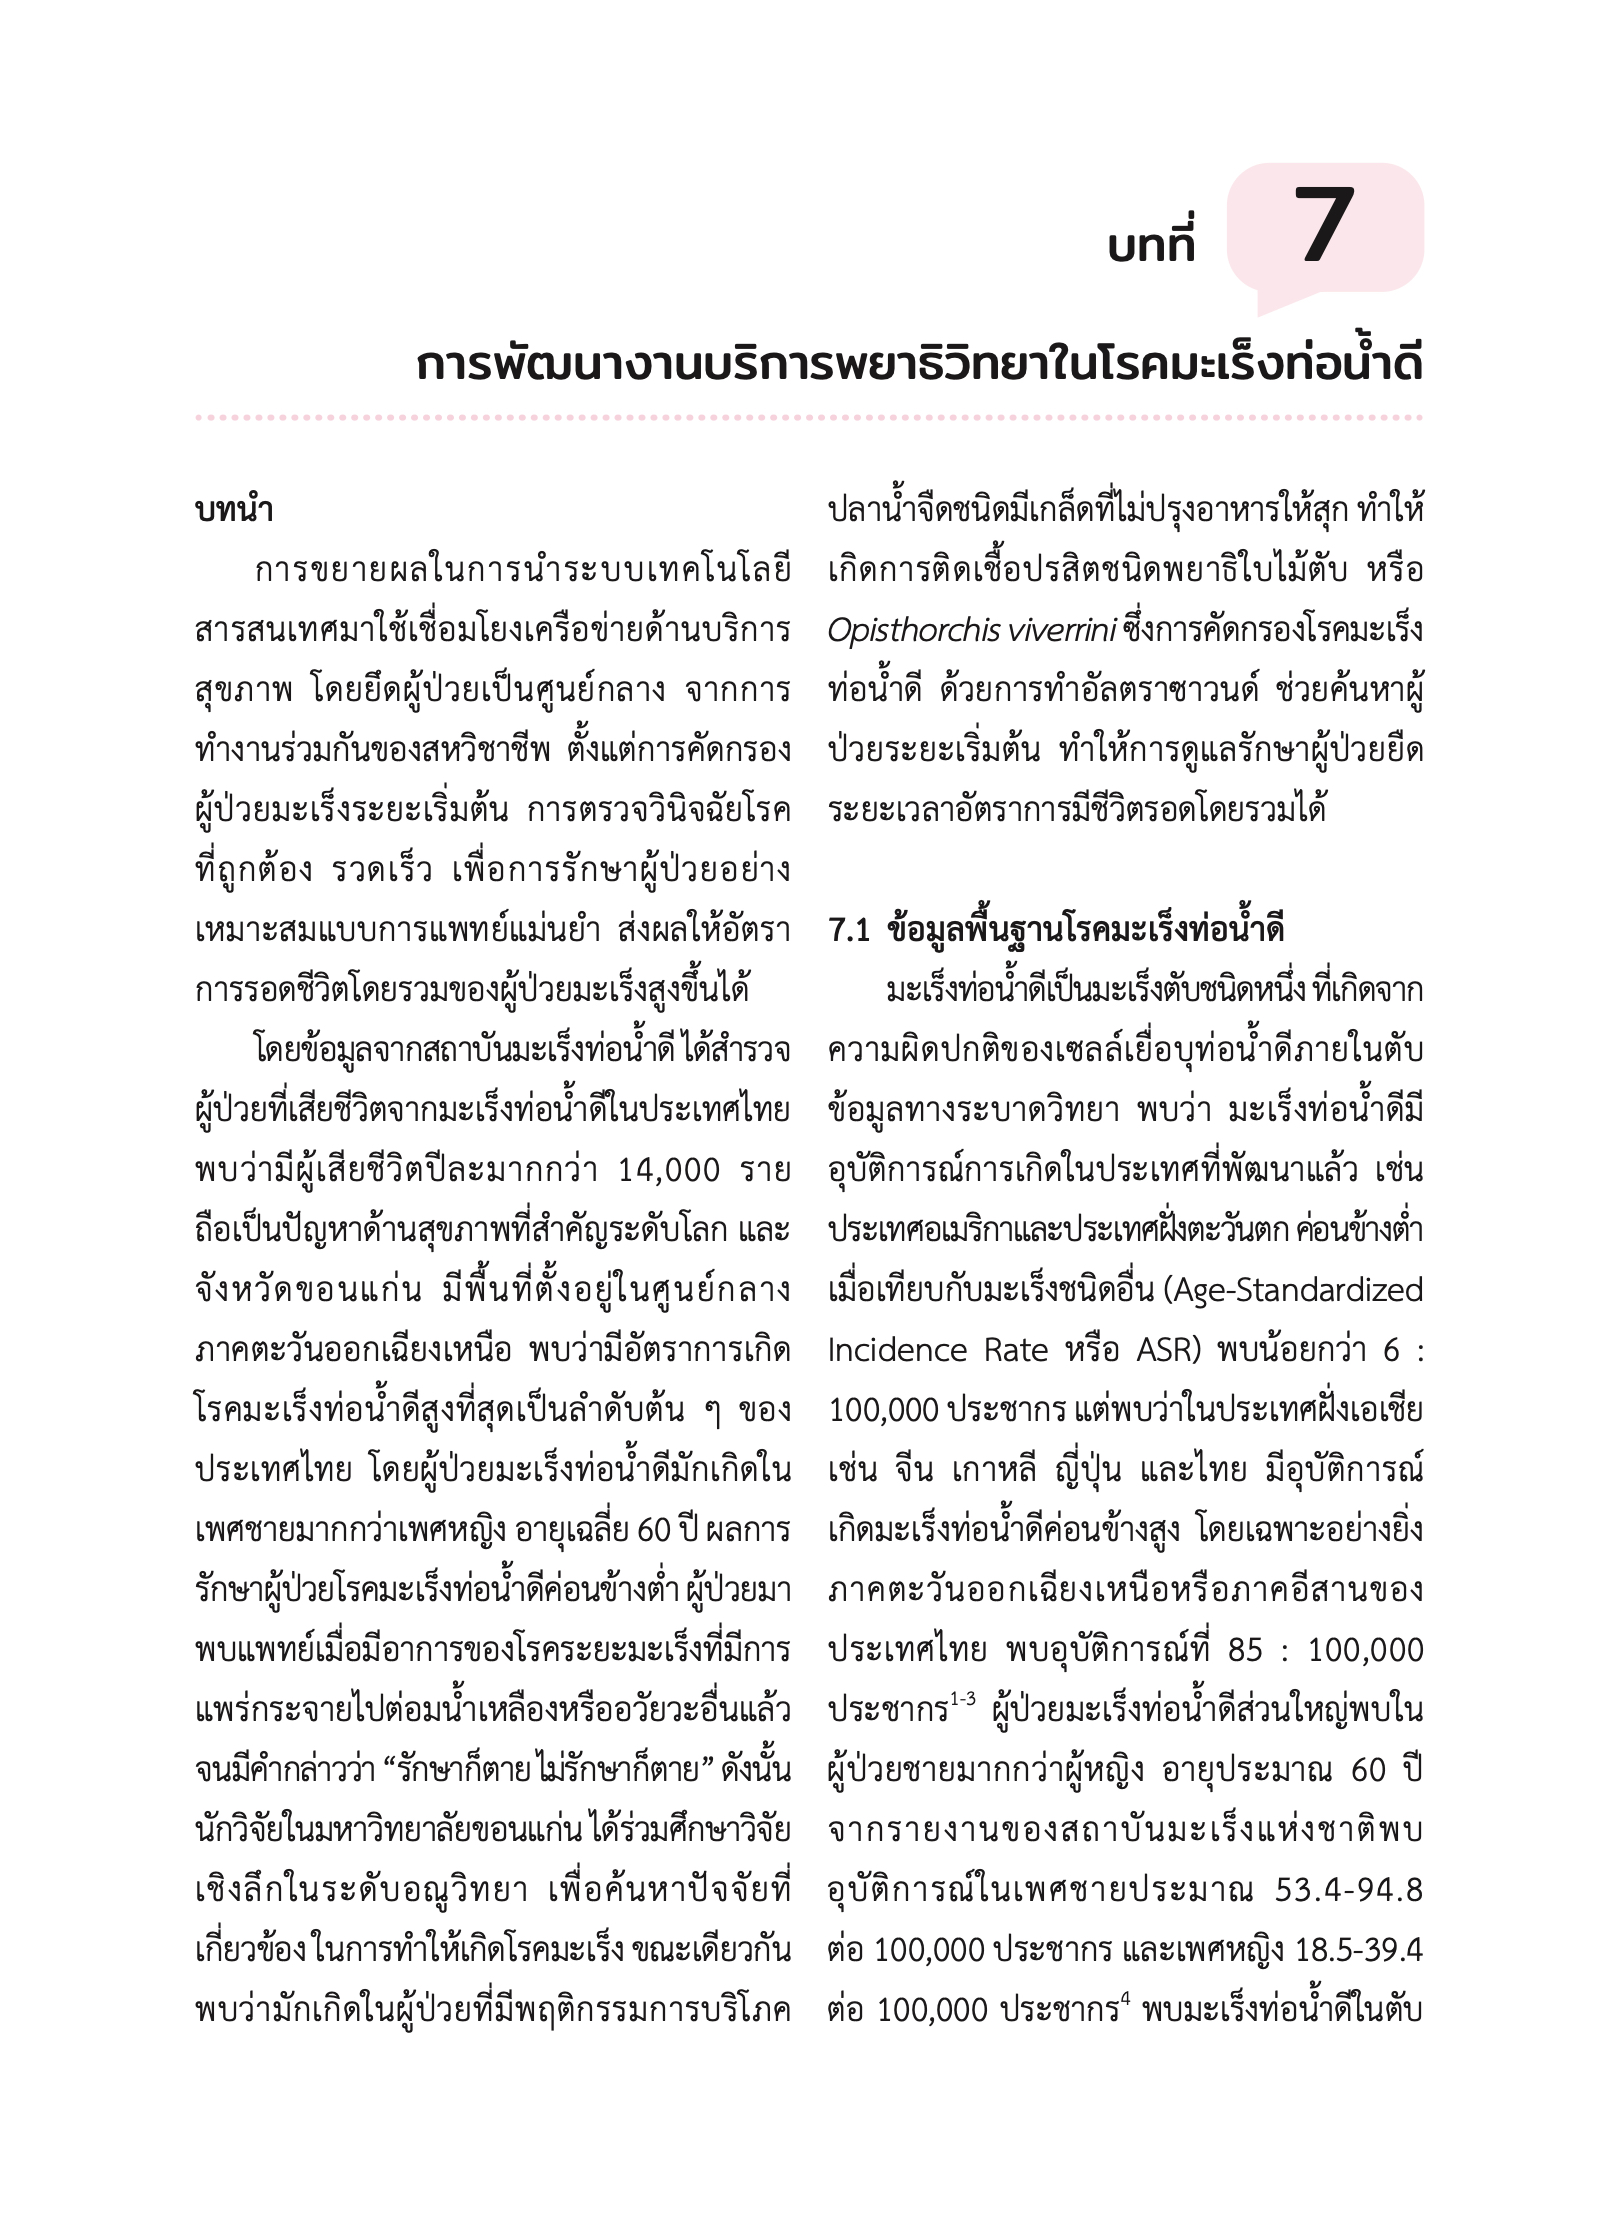 บทที่ 7
การพัฒนางานบริการพยาธิวิทยาในโรคมะเร็งท่อน้ำดี
บทนำ
การขยายผลในการนำระบบเทคโนโลยี
สารสนเทศมาใช้เชื่อมโยงเครือข่ายด้านบริการ
สุขภาพ โดยยึดผู้ป่วยเป็นศูนย์กลาง จากการ
ทำงานร่วมกันของสหวิชาชีพ ตั้งแต่การคัดกรอง
ผู้ป่วยมะเร็งระยะเริ่มต้น การตรวจวินิจฉัยโรค
ที่ถูกต้อง รวดเร็ว เพื่อการรักษาผู้ป่วยอย่าง
เหมาะสมแบบการแพทย์แม่นยำ ส่งผลให้อัตรา
การรอดชีวิตโดยรวมของผู้ป่วยมะเร็งสูงขึ้นได้
โดยข้อมูลจากสถาบันมะเร็งท่อน้ำดี ได้สำรวจ
ผู้ป่วยที่เสียชีวิตจากมะเร็งท่อน้ำดีในประเทศไทย
พบว่ามีผู้เสียชีวิตปีละมากกว่า 14,000 ราย
ถือเป็นปัญหาด้านสุขภาพที่สำคัญระดับโลก และ
จังหวัดขอนแก่น มีพื้นที่ตั้งอยู่ในศูนย์กลาง
ภาคตะวันออกเฉียงเหนือ พบว่ามีอัตราการเกิด
โรคมะเร็งท่อน้ำดีสูงที่สุดเป็นลำดับต้น ๆ ของ
ประเทศไทย โดยผู้ป่วยมะเร็งท่อน้ำดีมักเกิดใน
เพศชายมากกว่าเพศหญิง อายุเฉลี่ย 60 ปี ผลการ
รักษาผู้ป่วยโรคมะเร็งท่อน้ำดีค่อนข้างต่ำ ผู้ป่วยมา
พบแพทย์เมื่อมีอาการของโรคระยะมะเร็งที่มีการ
แพร่กระจายไปต่อมน้ำเหลืองหรืออวัยวะอื่นแล้ว
จนมีคำกล่าวว่า “รักษาก็ตาย ไม่รักษาก็ตาย” ดังนั้น
นักวิจัยในมหาวิทยาลัยขอนแก่น ได้ร่วมศึกษาวิจัย
เชิงลึกในระดับอณูวิทยา เพื่อค้นหาปัจจัยที่
เกี่ยวข้อง ในการทำให้เกิดโรคมะเร็ง ขณะเดียวกัน
พบว่ามักเกิดในผู้ป่วยที่มีพฤติกรรมการบริโภค
ปลาน้ำจืดชนิดมีเกล็ดที่ไม่ปรุงอาหารให้สุก ทำให้
เกิดการติดเชื้อปรสิตชนิดพยาธิใบไม้ตับ หรือ
Opisthorchis viverrini ซึ่งการคัดกรองโรคมะเร็ง
ท่อน้ำดี ด้วยการทำอัลตราซาวนด์ ช่วยค้นหาผู้
ป่วยระยะเริ่มต้น ทำให้การดูแลรักษาผู้ป่วยยืด
ระยะเวลาอัตราการมีชีวิตรอดโดยรวมได้
7.1 ข้อมูลพื้นฐานโรคมะเร็งท่อน้ำดี
มะเร็งท่อน้ำดีเป็นมะเร็งตับชนิดหนึ่ง ที่เกิดจาก
ความผิดปกติของเซลล์เยื่อบุท่อน้ำดีภายในตับ
ข้อมูลทางระบาดวิทยา พบว่า มะเร็งท่อน้ำดีมี
อุบัติการณ์การเกิดในประเทศที่พัฒนาแล้ว เช่น
ประเทศอเมริกาและประเทศฝั่งตะวันตก ค่อนข้างต่ำ
เมื่อเทียบกับมะเร็งชนิดอื่น (Age-Standardized
Incidence Rate หรือ ASR) พบน้อยกว่า 6 :
100,000 ประชากร แต่พบว่าในประเทศฝั่งเอเชีย
เช่น จีน เกาหลี ญี่ปุ่น และไทย มีอุบัติการณ์
เกิดมะเร็งท่อน้ำดีค่อนข้างสูง โดยเฉพาะอย่างยิ่ง
ภาคตะวันออกเฉียงเหนือหรือภาคอีสานของ
ประเทศไทย พบอุบัติการณ์ที่ 85 : 100,000
ประชากร1-3 ผู้ป่วยมะเร็งท่อน้ำดีส่วนใหญ่พบใน
ผู้ป่วยชายมากกว่าผู้หญิง อายุประมาณ 60 ปี
จากรายงานของสถาบันมะเร็งแห่งชาติพบ
อุบัติการณ์ในเพศชายประมาณ 53.4-94.8
ต่อ 100,000 ประชากร และเพศหญิง 18.5-39.4
ต่อ 100,000 ประชากร4 พบมะเร็งท่อน้ำดีในตับ